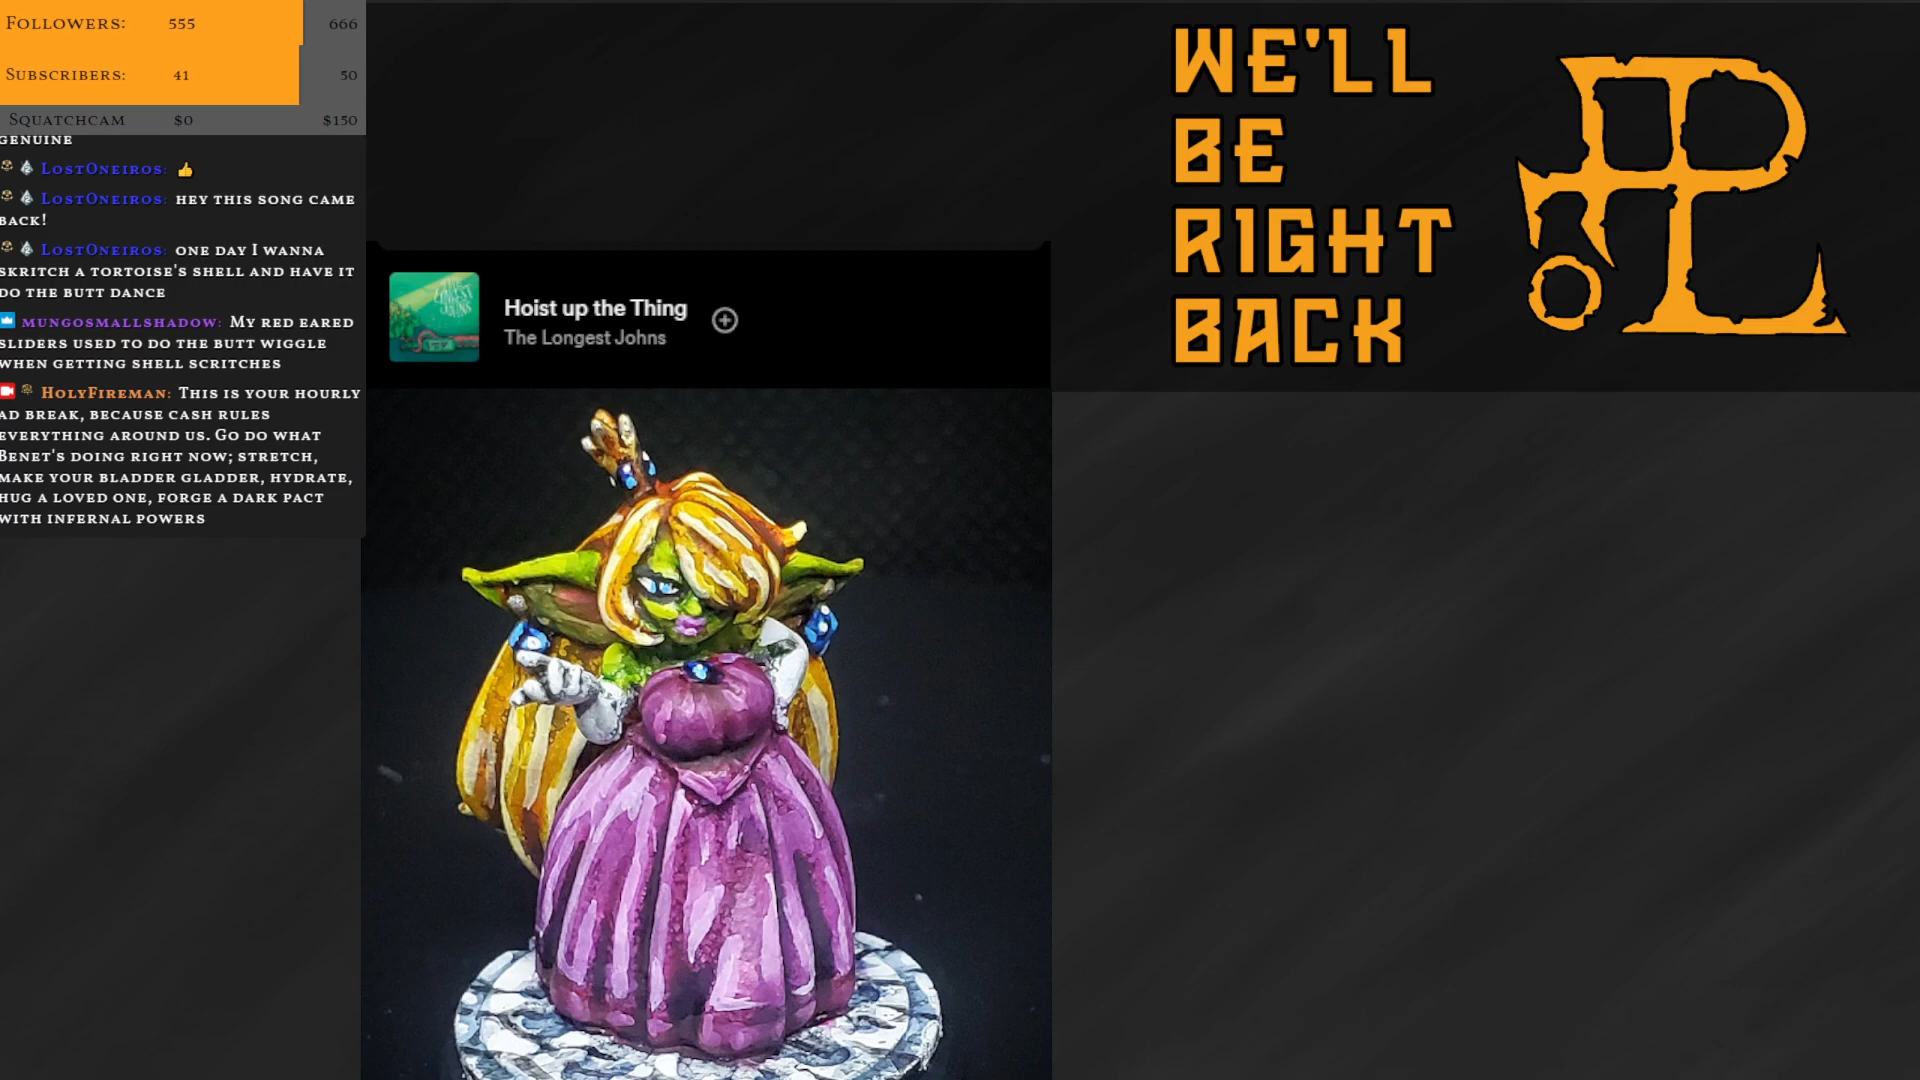 Followers: 555 666
Subscribers: 41 50
Squatchcam $0 $150
genuine
LostOneiros: 👍
LostOneiros: hey this song came
back!
LostOneiros: one day I wanna
skritch a tortoise's shell and have it
do the butt dance
mungosmallshadow: My red eared
sliders used to do the butt wiggle
when getting shell scritches
HolyFireman: This is your hourly
ad break, because cash rules
everything around us. Go do what
Benet's doing right now; stretch,
make your bladder gladder, hydrate,
hug a loved one, forge a dark pact
with infernal powers
Hoist up the Thing
The Longest Johns
WE'LL
BE
RIGHT
BACK